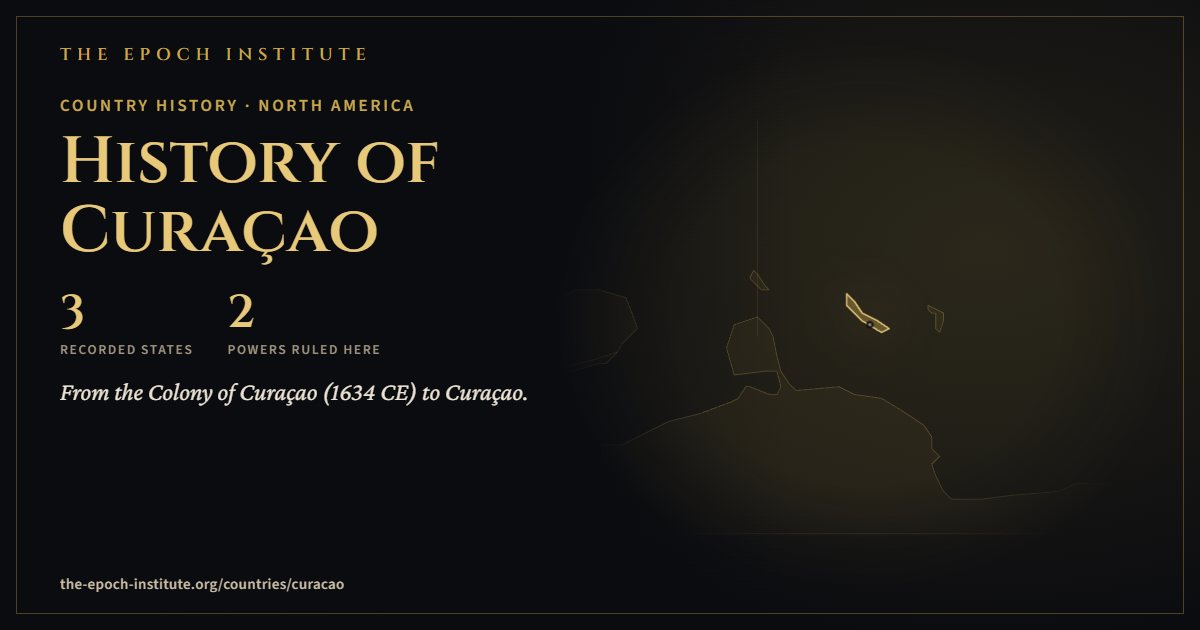 THE EPOCH INSTITUTE
COUNTRY HISTORY · NORTH AMERICA
History of
Curaçao
3 2
RECORDED STATES POWERS RULED HERE
From the Colony of Curaçao (1634 CE) to Curaçao.
the-epoch-institute.org/countries/curacao